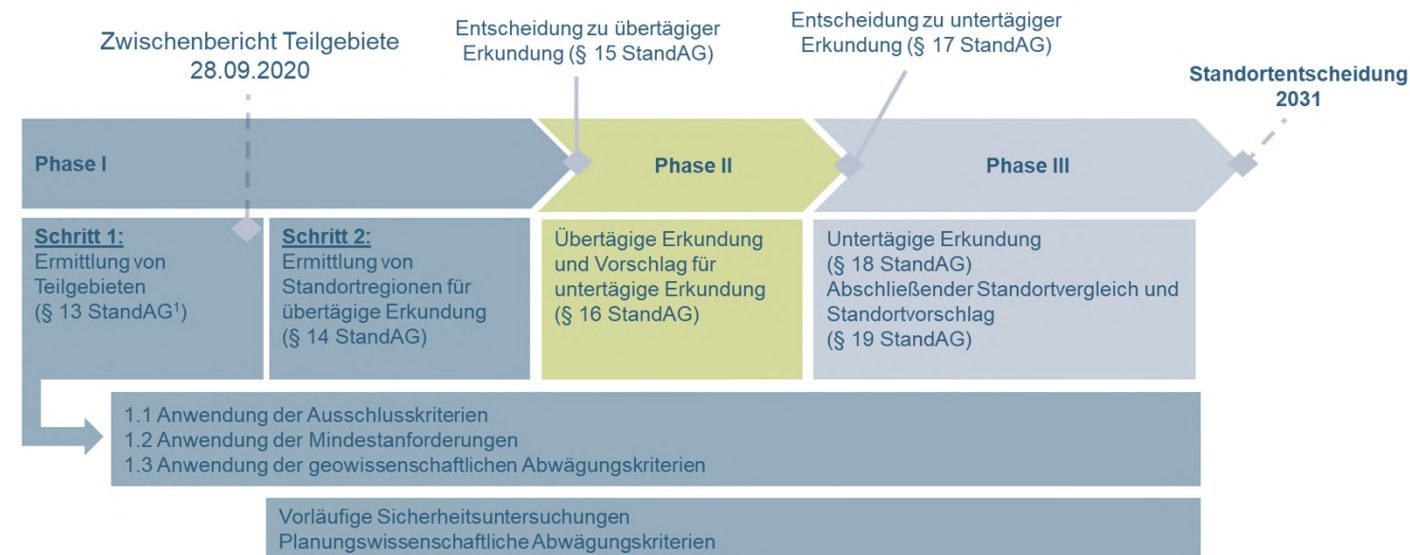 Zwischenbericht Teilgebiete
28.09.2020
Entscheidung zu übertägiger
Erkundung (§ 15 StandAG)
Entscheidung zu untertägiger
Erkundung (§ 17 StandAG)
Standortentscheidung
2031
Phase I
Phase II
Phase III
Schritt 1:
Ermittlung von
Teilgebieten
(§ 13 StandAG¹)
Schritt 2:
Ermittlung von
Standortregionen für
übertägige Erkundung
(§ 14 StandAG)
Übertägige Erkundung
und Vorschlag für
untertägige Erkundung
(§ 16 StandAG)
Untertägige Erkundung
(§ 18 StandAG)
Abschließender Standortvergleich und
Standortvorschlag
(§ 19 StandAG)
1.1 Anwendung der Ausschlusskriterien
1.2 Anwendung der Mindestanforderungen
1.3 Anwendung der geowissenschaftlichen Abwägungskriterien
Vorläufige Sicherheitsuntersuchungen
Planungswissenschaftliche Abwägungskriterien